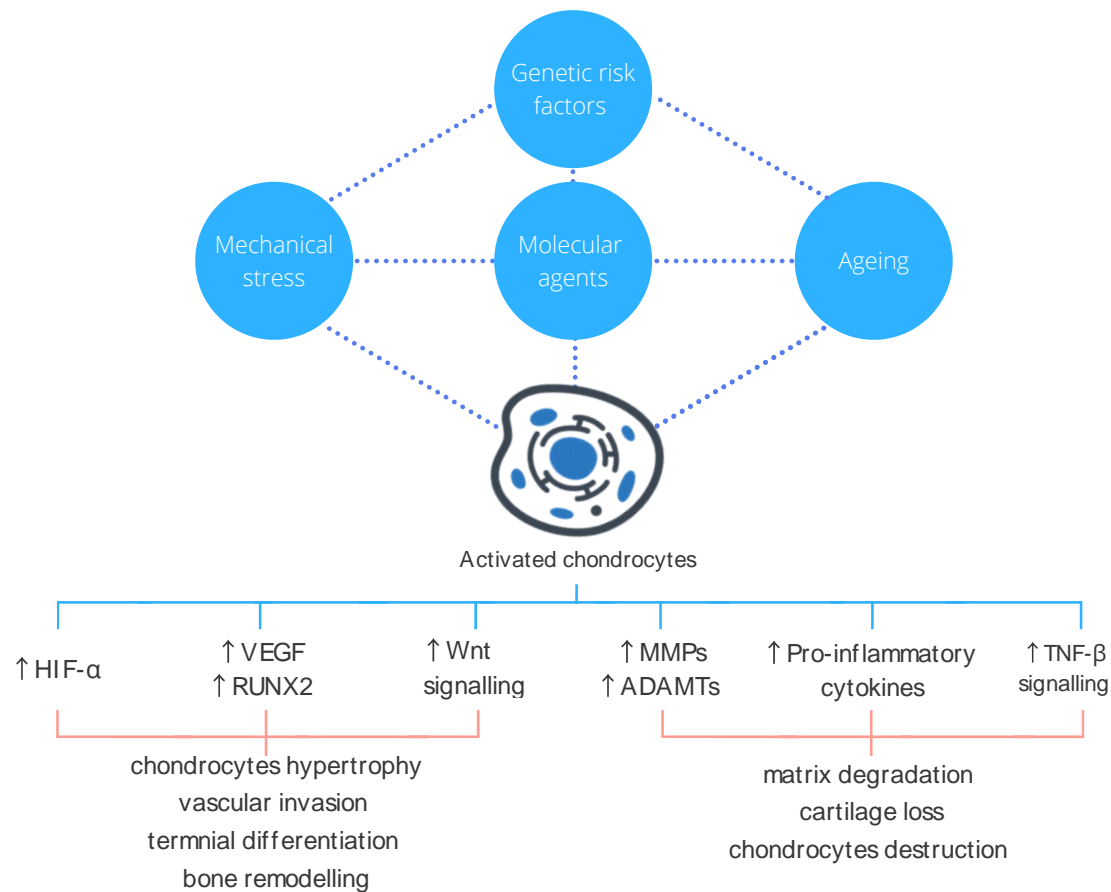 Genetic risk
factors
Mechanical
stress
Molecular
agents
Ageing
Activated chondrocytes
↑HIF-α
↑VEGF
↑RUNX2
↑Wnt
signalling
↑MMPs
↑ADAMTs
↑Pro-inflammatory
cytokines
↑TNF-β
signalling
chondrocytes hypertrophy
vascular invasion
termnial differentiation
bone remodelling
matrix degradation
cartilage loss
chondrocytes destruction